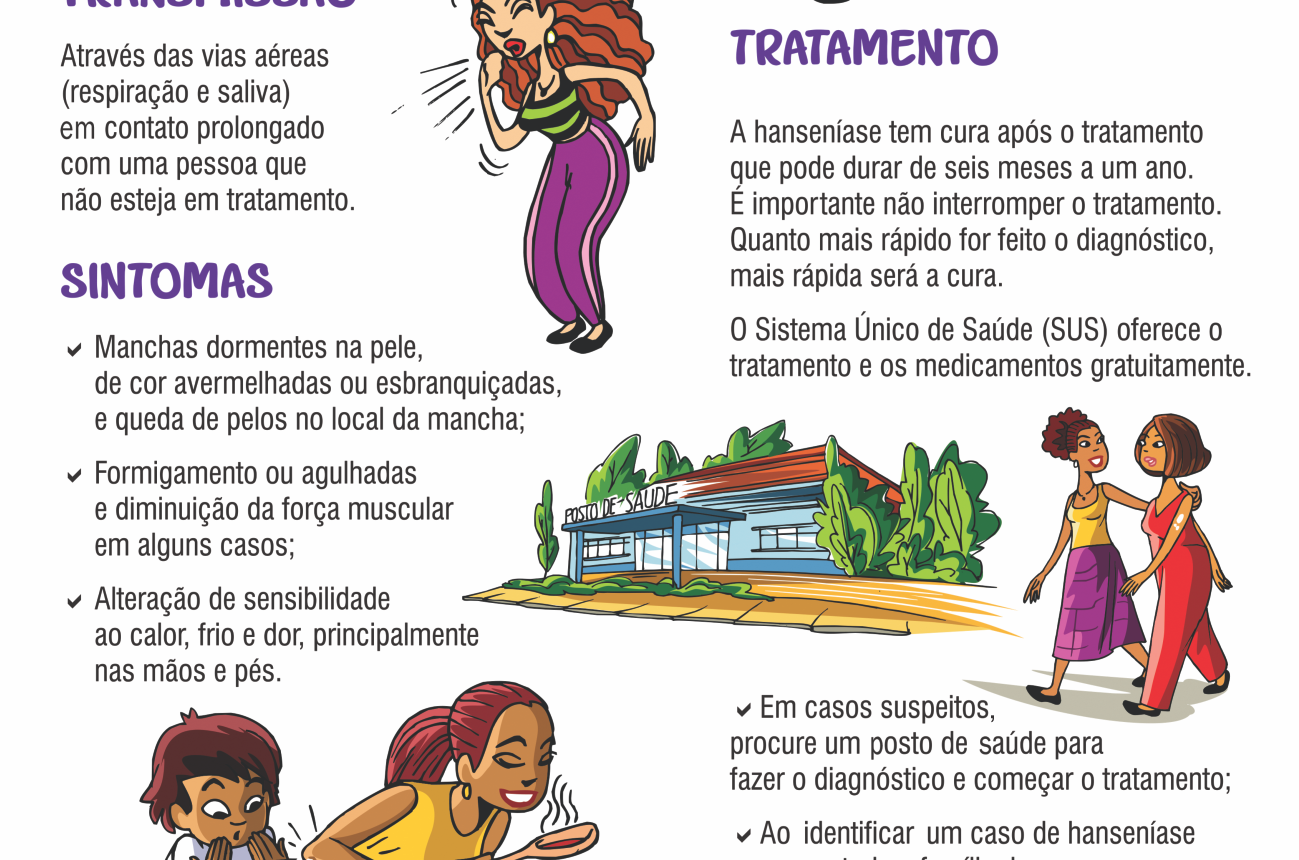 TRANSMISSÃO
Através das vias aéreas
(respiração e saliva)
em contato prolongado
com uma pessoa que
não esteja em tratamento.
SINTOMAS
Manchas dormentes na pele,
de cor avermelhadas ou esbranquiçadas,
e queda de pelos no local da mancha;
Formigamento ou agulhadas
e diminuição da força muscular
em alguns casos;
Alteração de sensibilidade
ao calor, frio e dor, principalmente
nas mãos e pés.
TRATAMENTO
A hanseníase tem cura após o tratamento
que pode durar de seis meses a um ano.
É importante não interromper o tratamento.
Quanto mais rápido for feito o diagnóstico,
mais rápida será a cura.
O Sistema Único de Saúde (SUS) oferece o
tratamento e os medicamentos gratuitamente.
POSTO DE SAÚDE
Em casos suspeitos,
procure um posto de saúde para
fazer o diagnóstico e começar o tratamento;
Ao identificar um caso de hanseníase